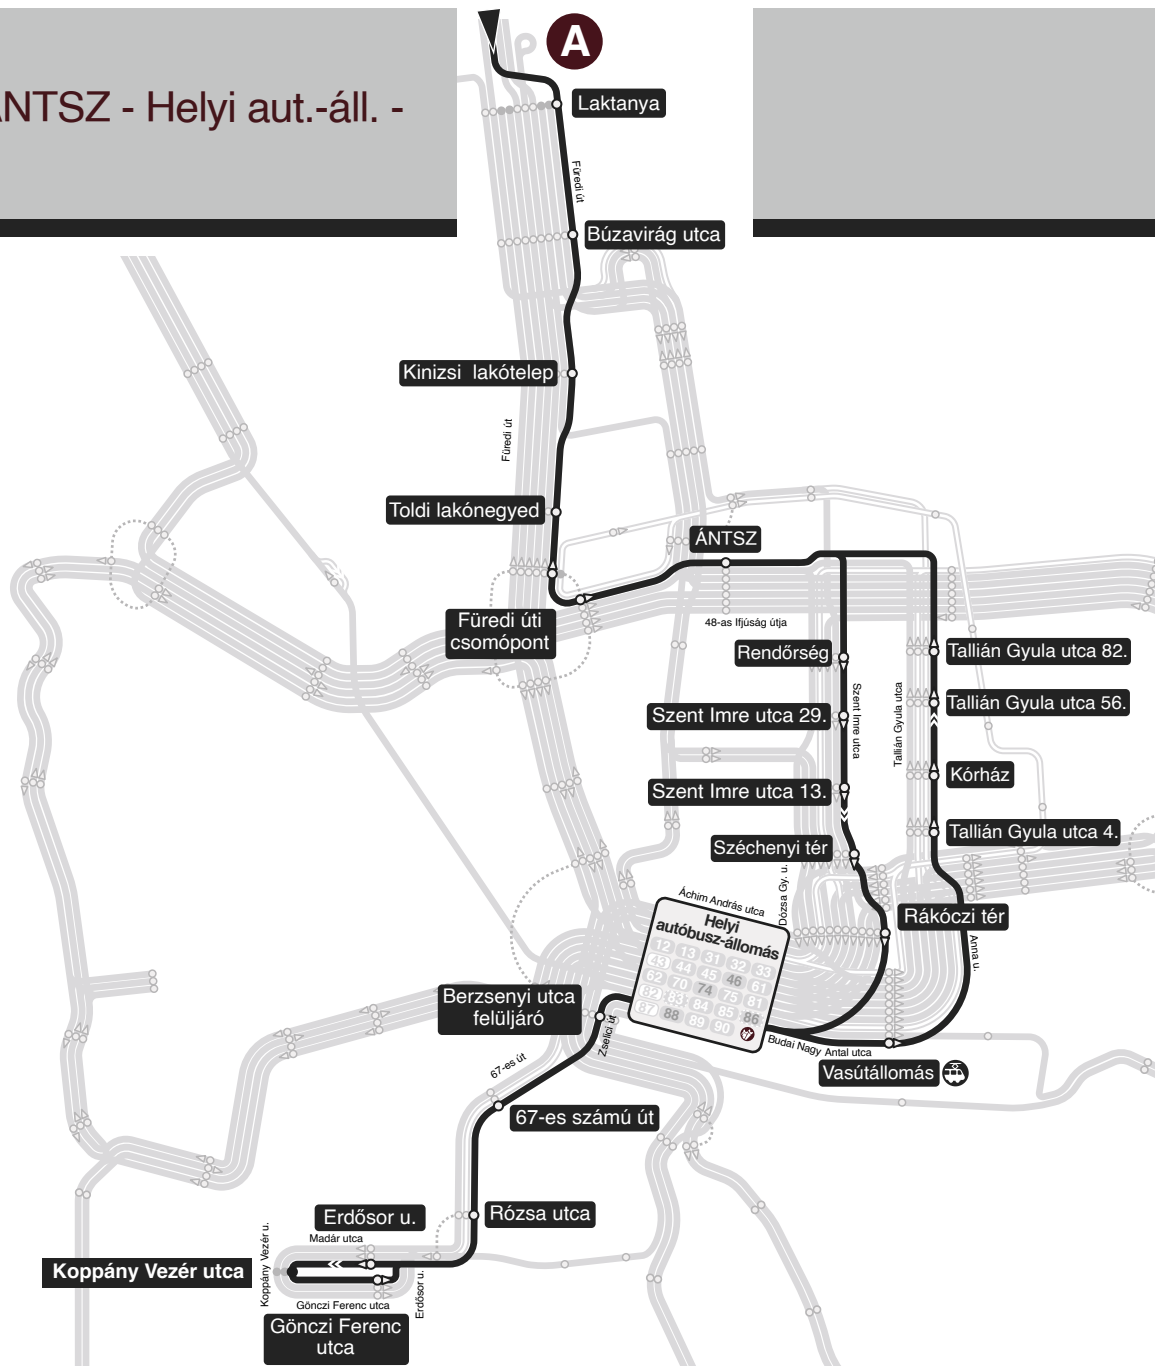 A
ÁNTSZ - Helyi aut.-áll. -
Laktanya
Füredi út
Búzavirág utca
Kinizsi lakótelep
Füredi út
Toldi lakónegyed
ÁNTSZ
Füredi úti
csomópont
48-as Ifjúság útja
Rendőrség
Tallián Gyula utca 82.
Szent Imre utca
Tallián Gyula utca
Szent Imre utca 29.
Tallián Gyula utca 56.
Kórház
Szent Imre utca 13.
Tallián Gyula utca 4.
Széchenyi tér
Dózsa Gy. u.
Áchim András utca
Rákóczi tér
Anna u.
Helyi
autóbusz-állomás
12 13 31 32 33
43 44 45 46 61
62 70 74 75 81
82 83 84 85 86
87 88 89 90
Berzsenyi utca
felüljáró
Zselici út
Budai Nagy Antal utca
Vasútállomás
67-es út
67-es számú út
Erdősor u.
Rózsa utca
Madár utca
Koppány Vezér u.
Koppány Vezér utca
Erdősor u.
Gönczi Ferenc utca
Gönczi Ferenc
utca